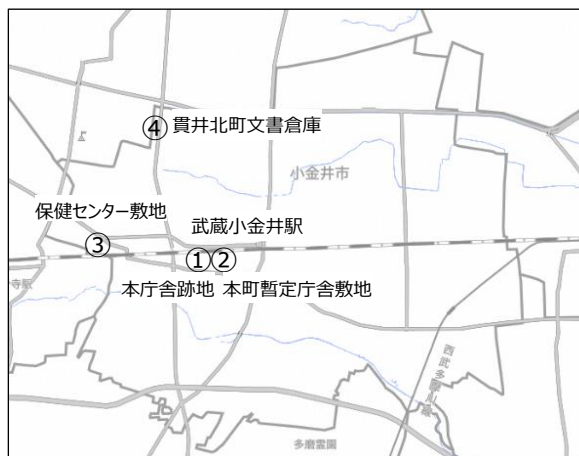 ④ 貫井北町文書倉庫
小金井市
保健センター敷地
武蔵小金井駅
③
① ②
本庁舎跡地 本町暫定庁舎敷地
西武多摩川線
多磨霊園